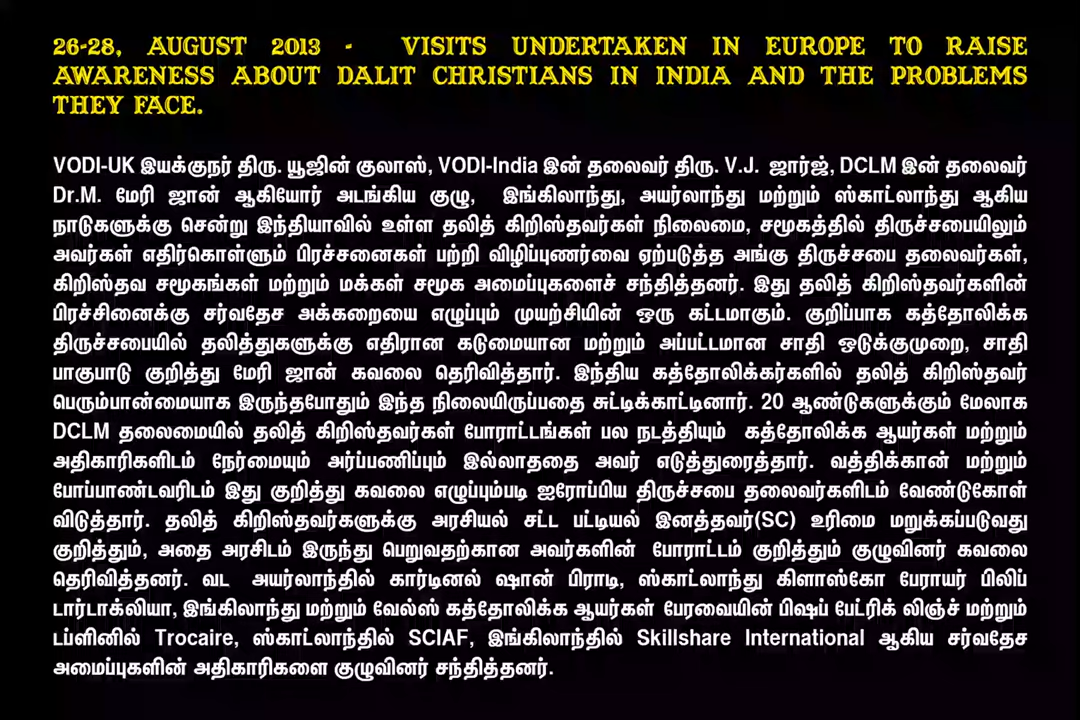 26-28, AUGUST 2013 - VISITS UNDERTAKEN IN EUROPE TO RAISE
AWARENESS ABOUT DALIT CHRISTIANS IN INDIA AND THE PROBLEMS
THEY FACE.
VODI-UK இயக்குநர் திரு. யூஜின் குலாஸ், VODI-India இன் தலைவர் திரு. V.J. ஜார்ஜ், DCLM இன் தலைவர்
Dr.M. மேரி ஜான் ஆகியோர் அடங்கிய குழு, இங்கிலாந்து, அயர்லாந்து மற்றும் ஸ்காட்லாந்து ஆகிய
நாடுகளுக்கு சென்று இந்தியாவில் உள்ள தலித் கிறிஸ்தவர்கள் நிலைமை, சமூகத்தில் திருச்சபையிலும்
அவர்கள் எதிர்கொள்ளும் பிரச்சனைகள் பற்றி விழிப்புணர்வை ஏற்படுத்த அங்கு திருச்சபை தலைவர்கள்,
கிறிஸ்தவ சமூகங்கள் மற்றும் மக்கள் சமூக அமைப்புகளைச் சந்தித்தனர். இது தலித் கிறிஸ்தவர்களின்
பிரச்சினைக்கு சர்வதேச அக்கறையை எழுப்பும் முயற்சியின் ஒரு கட்டமாகும். குறிப்பாக கத்தோலிக்க
திருச்சபையில் தலித்துகளுக்கு எதிரான கடுமையான மற்றும் அப்பட்டமான சாதி ஒடுக்குமுறை, சாதி
பாகுபாடு குறித்து மேரி ஜான் கவலை தெரிவித்தார். இந்திய கத்தோலிக்கர்களில் தலித் கிறிஸ்தவர்
பெரும்பான்மையாக இருந்தபோதும் இந்த நிலையிருப்பதை சுட்டிக்காட்டினார். 20 ஆண்டுகளுக்கும் மேலாக
DCLM தலைமையில் தலித் கிறிஸ்தவர்கள் போராட்டங்கள் பல நடத்தியும் கத்தோலிக்க ஆயர்கள் மற்றும்
அதிகாரிகளிடம் நேர்மையும் அர்ப்பணிப்பும் இல்லாததை அவர் எடுத்துரைத்தார். வத்திக்கான் மற்றும்
போப்பாண்டவரிடம் இது குறித்து கவலை எழுப்பும்படி ஐரோப்பிய திருச்சபை தலைவர்களிடம் வேண்டுகோள்
விடுத்தார். தலித் கிறிஸ்தவர்களுக்கு அரசியல் சட்ட பட்டியல் இனத்தவர்(SC) உரிமை மறுக்கப்படுவது
குறித்தும், அதை அரசிடம் இருந்து பெறுவதற்கான அவர்களின் போராட்டம் குறித்தும் குழுவினர் கவலை
தெரிவித்தனர். வட அயர்லாந்தில் கார்டினல் ஷான் பிராடி, ஸ்காட்லாந்து கிளாஸ்கோ பேராயர் பிலிப்
டார்டாக்லியா, இங்கிலாந்து மற்றும் வேல்ஸ் கத்தோலிக்க ஆயர்கள் பேரவையின் பிஷப் பேட்ரிக் லிஞ்ச் மற்றும்
டப்ளினில் Trocaire, ஸ்காட்லாந்தில் SCIAF, இங்கிலாந்தில் Skillshare International ஆகிய சர்வதேச
அமைப்புகளின் அதிகாரிகளை குழுவினர் சந்தித்தனர்.